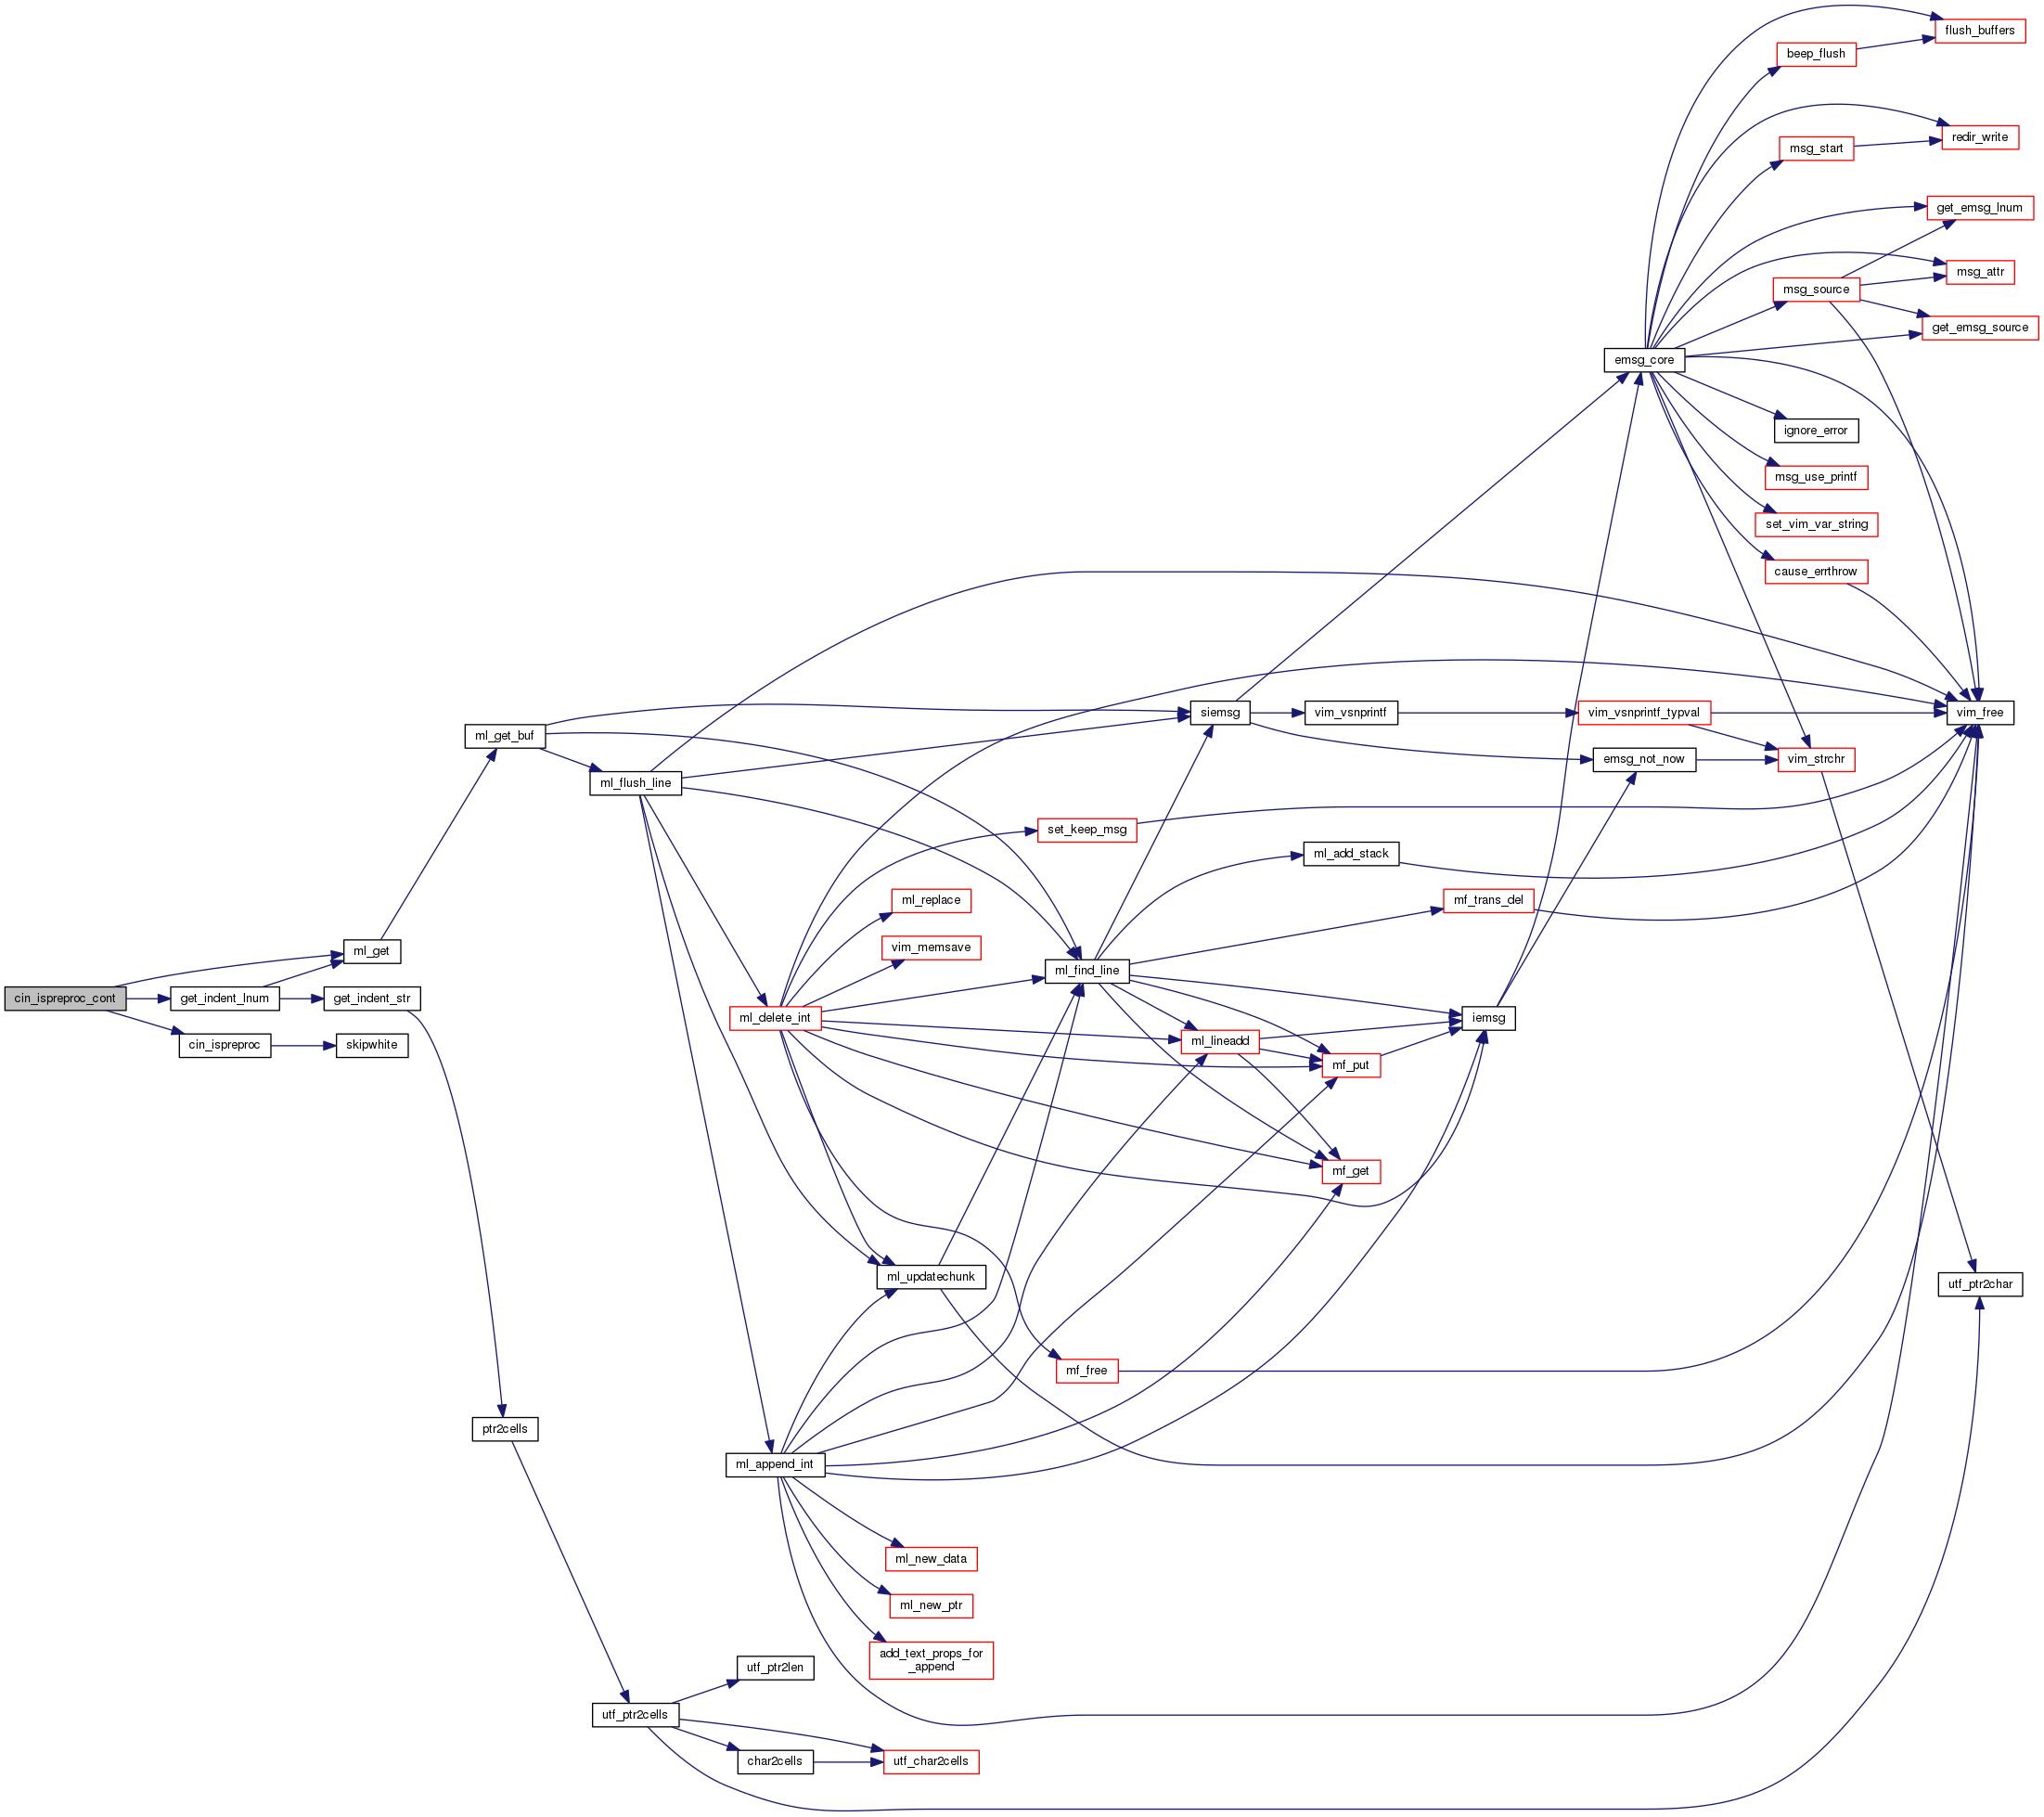 flush_buffers
beep_flush
redir_write
msg_start
get_emsg_lnum
msg_attr
msg_source
get_emsg_source
emsg_core
ignore_error
msg_use_printf
set_vim_var_string
cause_errthrow
siemsg
vim_vsnprintf
vim_vsnprintf_typval
vim_free
ml_get_buf
emsg_not_now
vim_strchr
ml_flush_line
set_keep_msg
ml_add_stack
ml_replace
mf_trans_del
vim_memsave
ml_get
ml_find_line
cin_ispreproc_cont
get_indent_lnum
get_indent_str
ml_delete_int
iemsg
cin_ispreproc
skipwhite
ml_lineadd
mf_put
mf_get
ml_updatechunk
utf_ptr2char
mf_free
ptr2cells
ml_append_int
ml_new_data
ml_new_ptr
add_text_props_for
_append
utf_ptr2len
utf_ptr2cells
char2cells
utf_char2cells